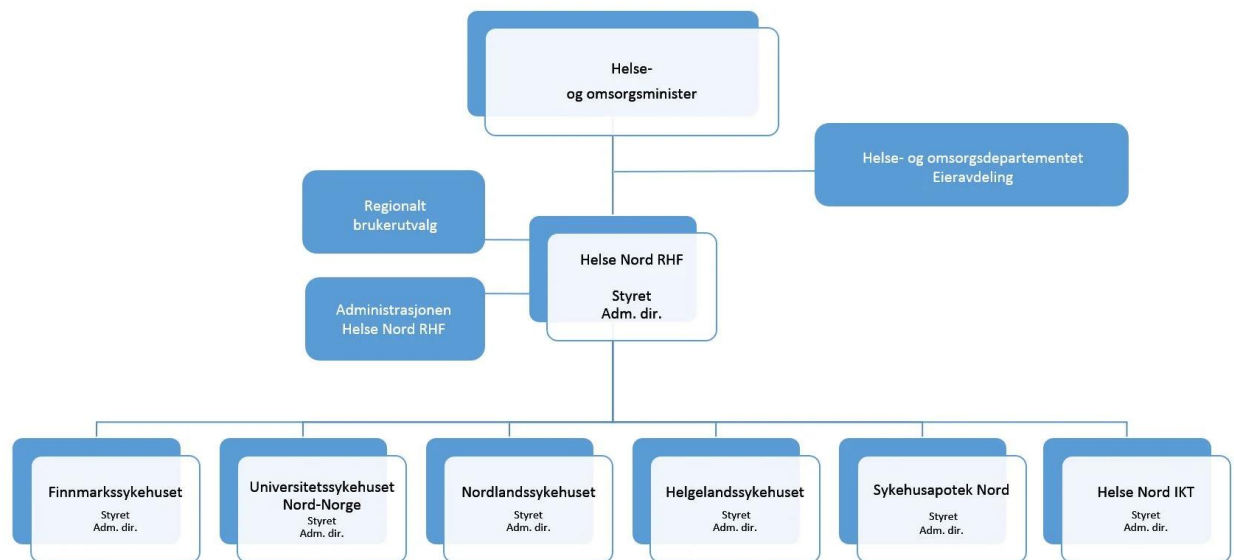 Helse-
og omsorgsminister
Helse- og omsorgsdepartementet
Eieravdeling
Regionalt
brukerutvalg
Helse Nord RHF
Styret
Adm. dir.
Administrasjonen
Helse Nord RHF
Finnmarkssykehuset
Styret
Adm. dir.
Universitetssykehuset
Nord-Norge
Styret
Adm. dir.
Nordlandssykehuset
Styret
Adm. dir.
Helgelandssykehuset
Styret
Adm. dir.
Sykehusapotek Nord
Styret
Adm. dir.
Helse Nord IKT
Styret
Adm. dir.